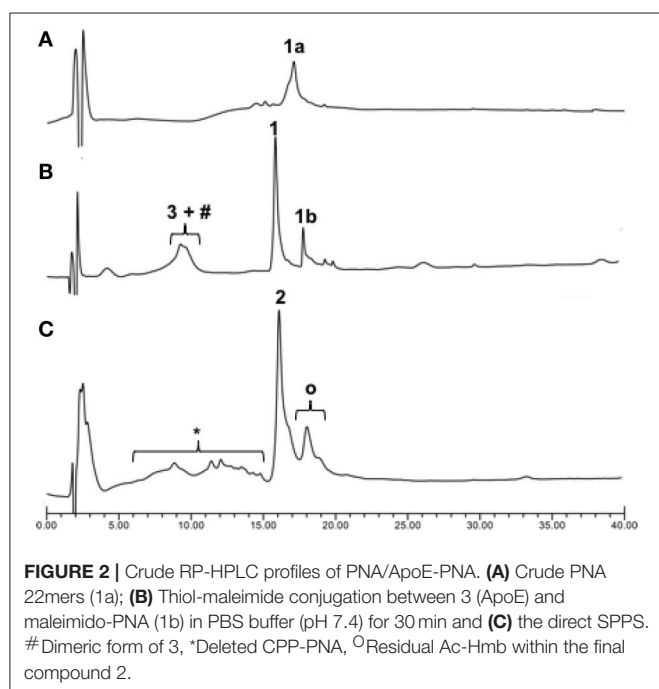 A
1a
B
1
3 + #
1b
C
2
o
*
0.00 5.00 10.00 15.00 20.00 25.00 30.00 35.00 40.00
FIGURE 2 | Crude RP-HPLC profiles of PNA/ApoE-PNA. (A) Crude PNA
22mers (1a); (B) Thiol-maleimide conjugation between 3 (ApoE) and
maleimido-PNA (1b) in PBS buffer (pH 7.4) for 30 min and (C) the direct SPPS.
#Dimeric form of 3, *Deleted CPP-PNA, OResidual Ac-Hmb within the final
compound 2.